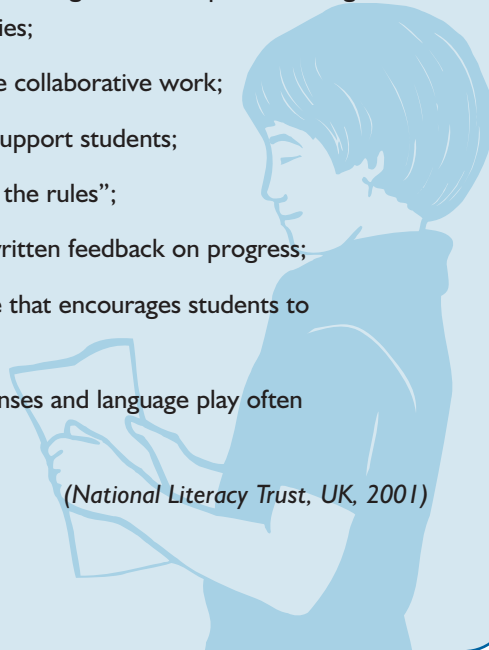 ies;
e collaborative work;
upport students;
the rules”;
ritten feedback on progress;
e that encourages students to
nses and language play often
(National Literacy Trust, UK, 2001)